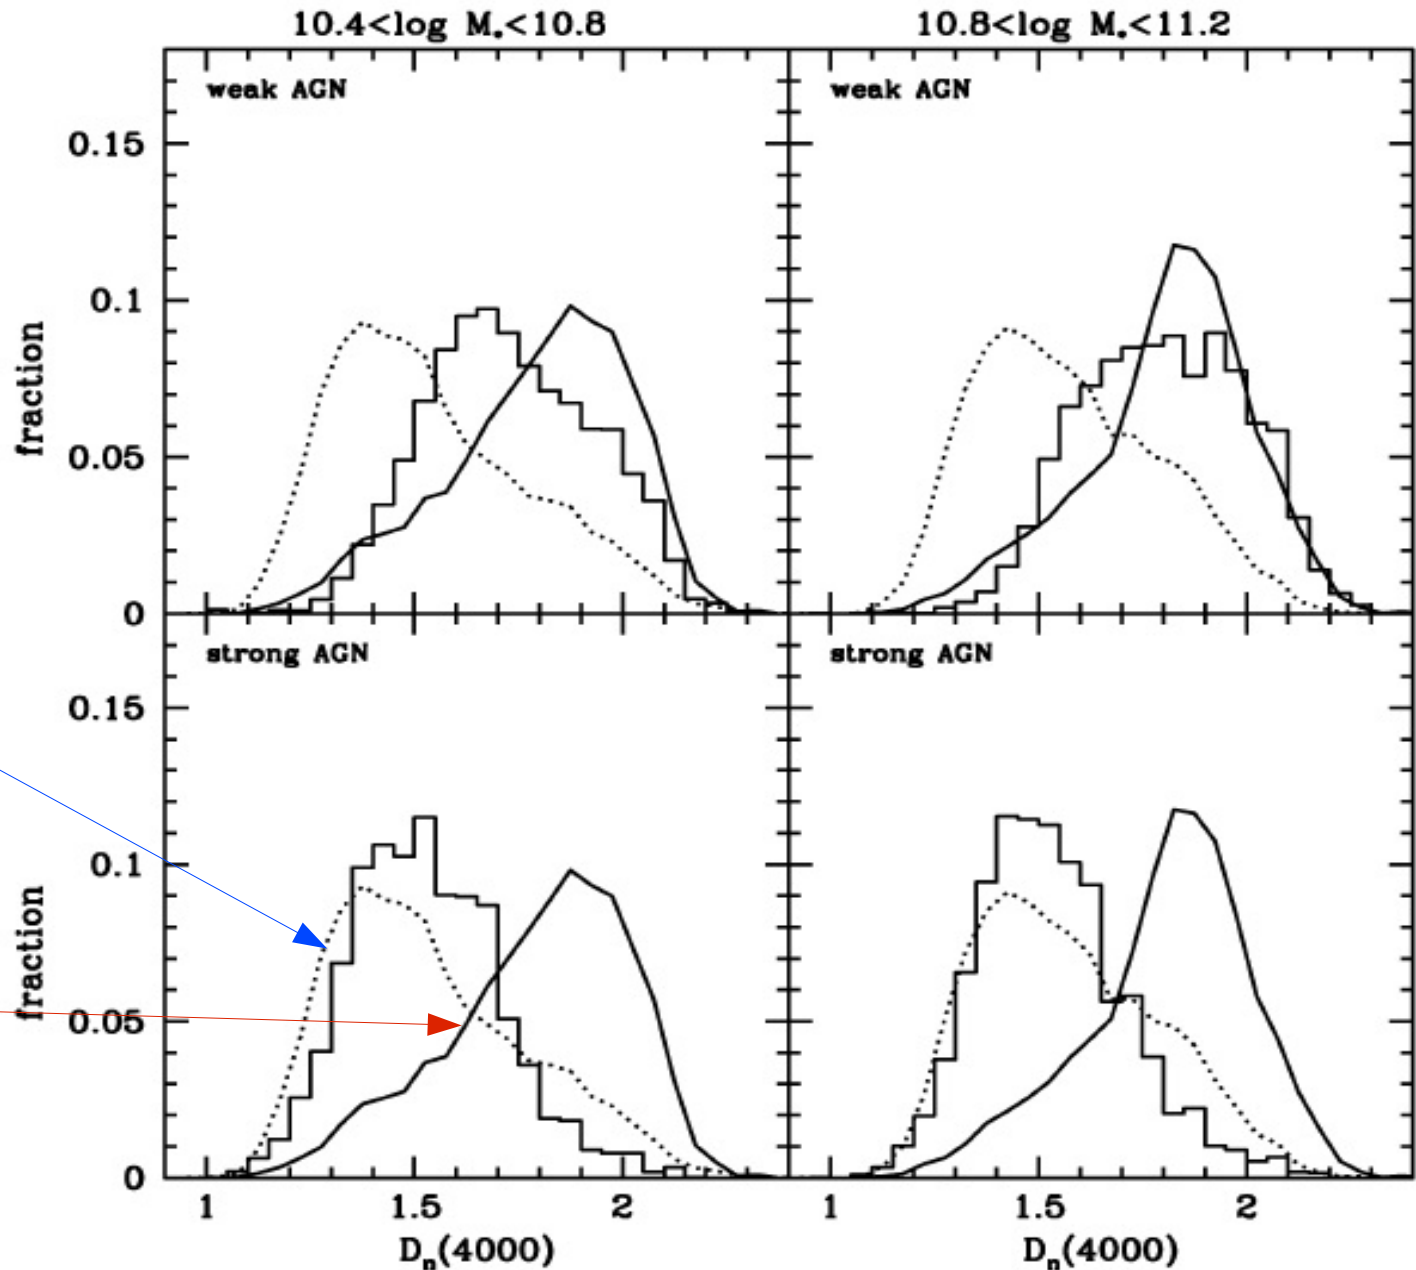 10.4<log M*<10.8
10.8<log M*<11.2
weak AGN
weak AGN
0.15
0.1
0.05
0
fraction
strong AGN
strong AGN
0.15
0.1
0.05
0
fraction
1 1.5 2
1 1.5 2
Dn(4000)
Dn(4000)